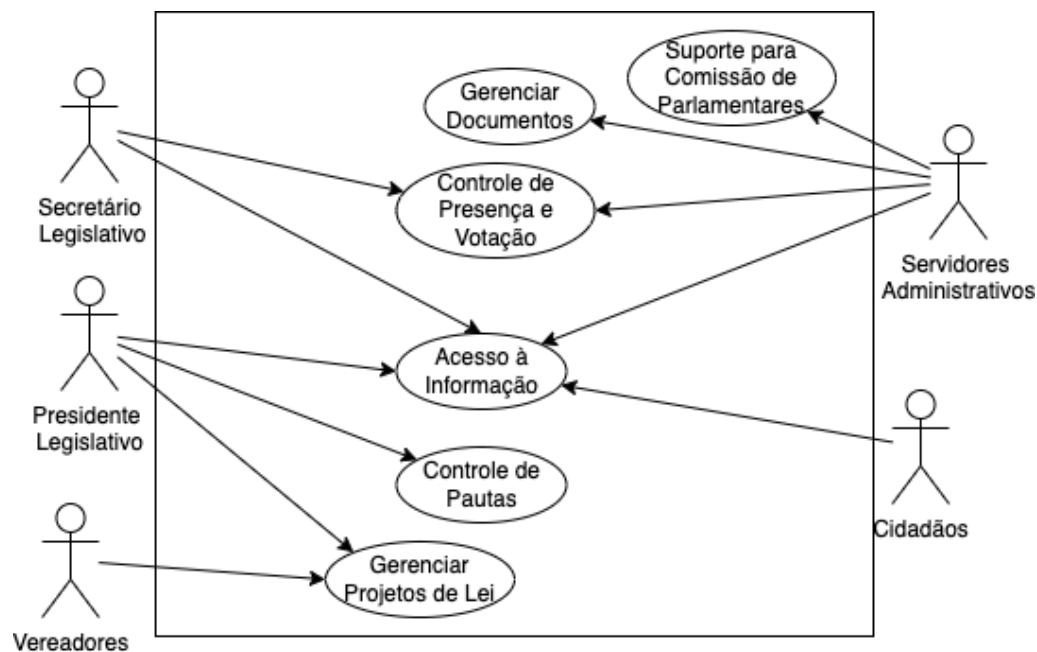 Suporte para
Comissão de
Parlamentares
Gerenciar
Documentos
Controle de
Presença e
Votação
Secretário
Legislativo
Servidores
Administrativos
Acesso à
Informação
Presidente
Legislativo
Controle de
Pautas
Cidadãos
Gerenciar
Projetos de Lei
Vereadores